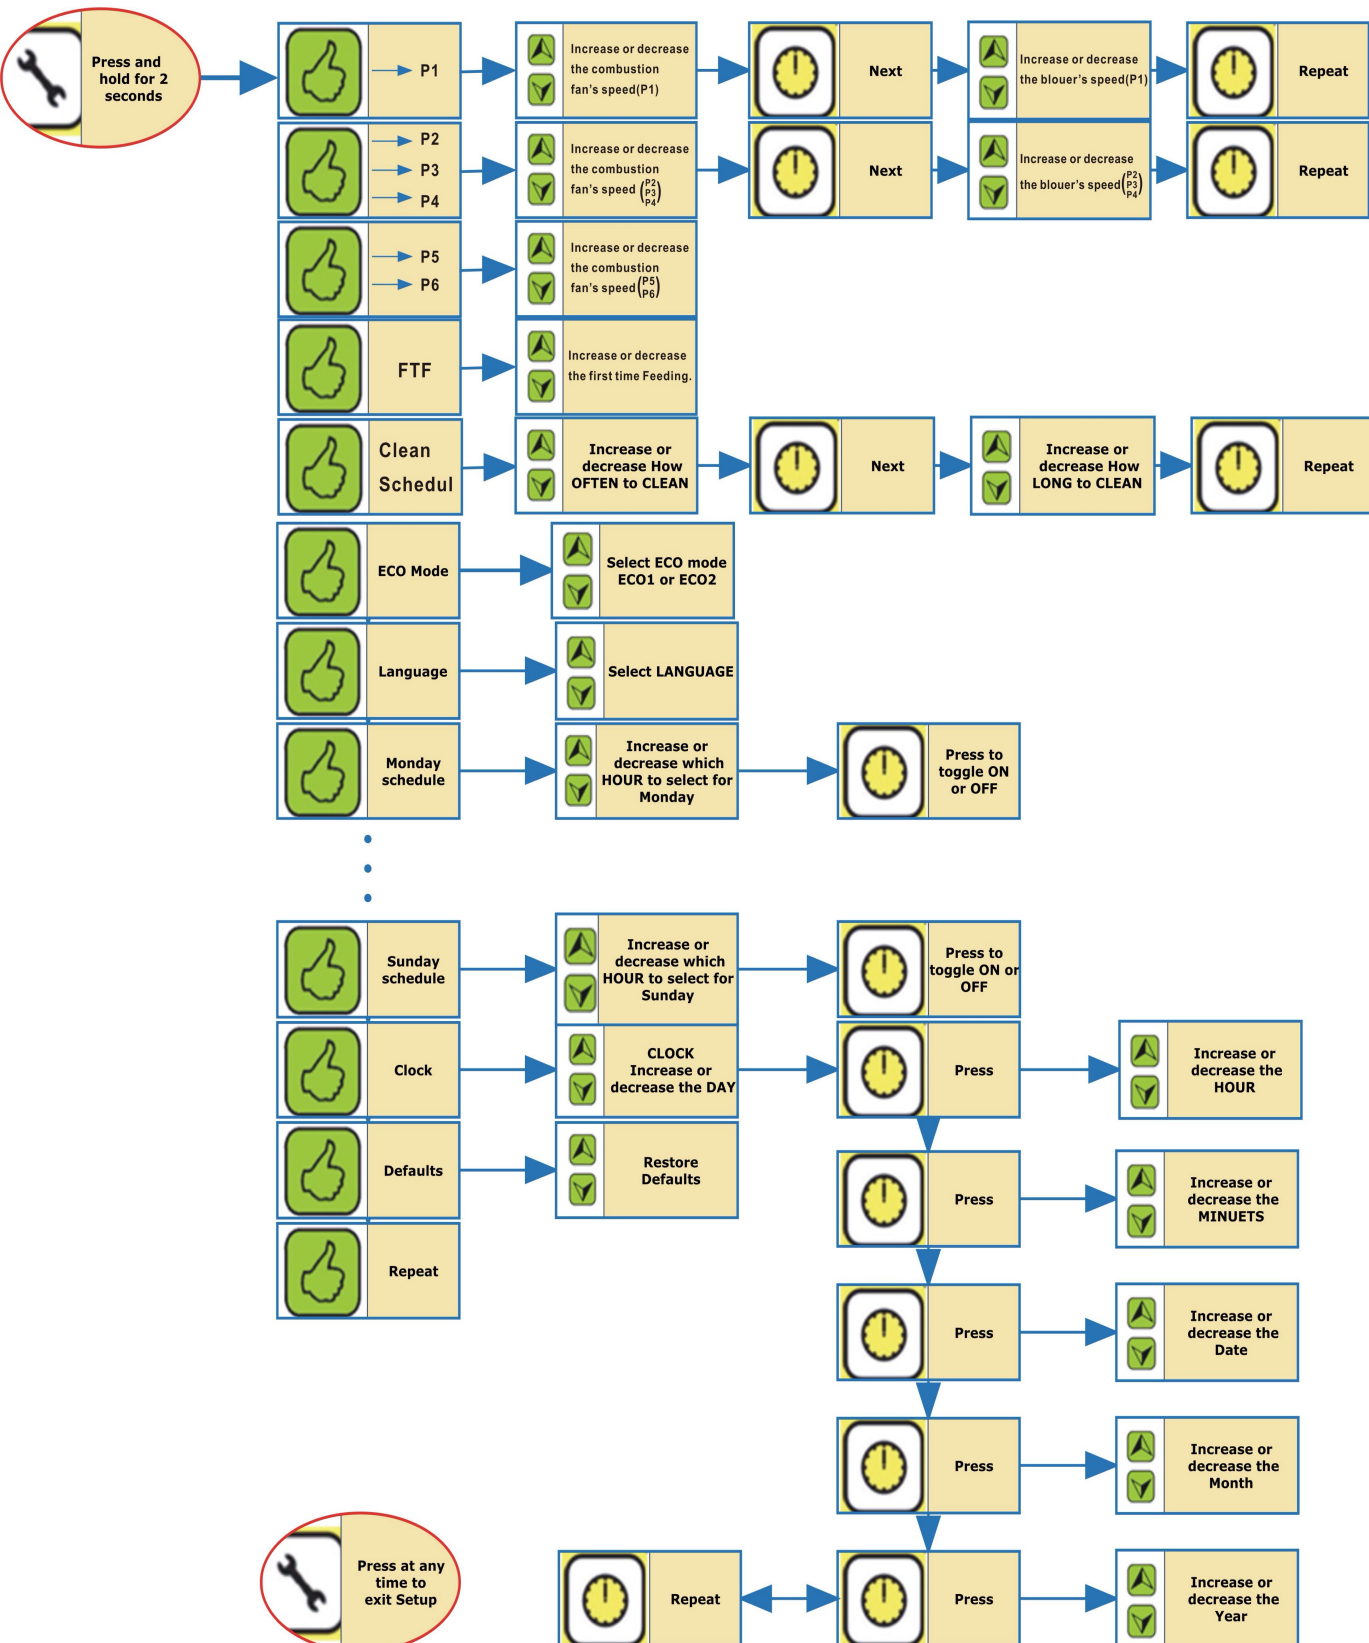 Press and
hold for 2
seconds
P1
Increase or decrease
the combustion
fan's speed(P1)
Next
Increase or decrease
the blouer's speed(P1)
Repeat
P2
P3
P4
Increase or decrease
the combustion
fan's speed (P2 P3 P4)
Next
Increase or decrease
the blouer's speed(P2 P3 P4)
Repeat
P5
P6
Increase or decrease
the combustion
fan's speed(P5 P6)
FTF
Increase or decrease
the first time Feeding.
Clean
Schedul
Increase or
decrease How
OFTEN to CLEAN
Next
Increase or
decrease How
LONG to CLEAN
Repeat
ECO Mode
Select ECO mode
ECO1 or ECO2
Language
Select LANGUAGE
Monday
schedule
Increase or
decrease which
HOUR to select for
Monday
Press to
toggle ON
or OFF
Sunday
schedule
Increase or
decrease which
HOUR to select for
Sunday
Press to
toggle ON or
OFF
Clock
CLOCK
Increase or
decrease the DAY
Press
Increase or
decrease the
HOUR
Defaults
Restore
Defaults
Press
Increase or
decrease the
MINUETS
Repeat
Press
Increase or
decrease the
Date
Press
Increase or
decrease the
Month
Press at any
time to
exit Setup
Repeat
Press
Increase or
decrease the
Year